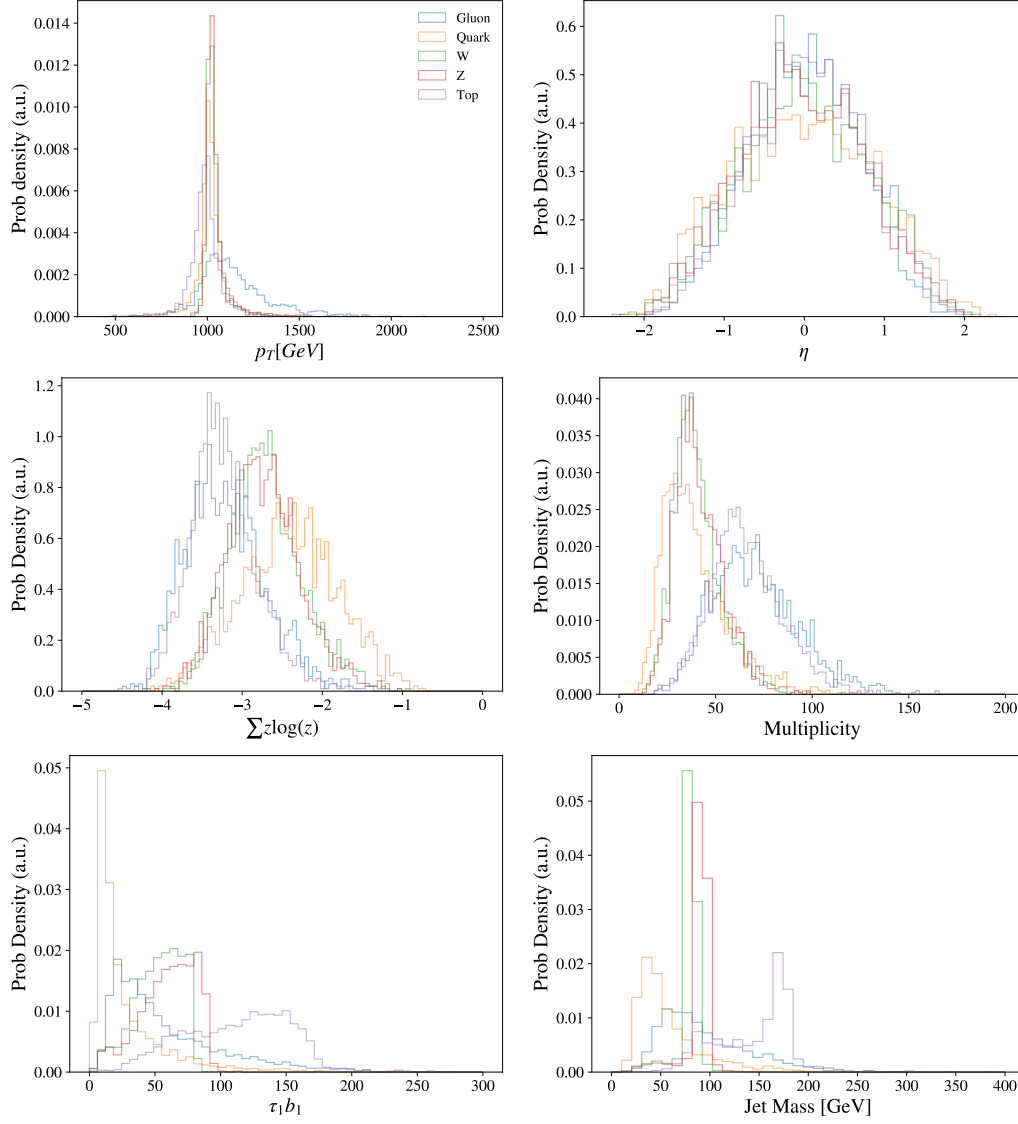 Prob density (a.u.)
0.014
0.012
0.010
0.008
0.006
0.004
0.002
0.000
500 1000 1500 2000 2500
p_T[GeV]
Gluon
Quark
W
Z
Top
Prob Density (a.u.)
0.6
0.5
0.4
0.3
0.2
0.1
0.0
−2 −1 0 1 2
η
Prob Density (a.u.)
1.2
1.0
0.8
0.6
0.4
0.2
0.0
−5 −4 −3 −2 −1 0
∑zlog(z)
Prob Density (a.u.)
0.040
0.035
0.030
0.025
0.020
0.015
0.010
0.005
0.000
0 50 100 150 200
Multiplicity
Prob Density (a.u.)
0.05
0.04
0.03
0.02
0.01
0.00
0 50 100 150 200 250 300
τ₁b₁
Prob Density (a.u.)
0.05
0.04
0.03
0.02
0.01
0.00
0 50 100 150 200 250 300 350 400
Jet Mass [GeV]